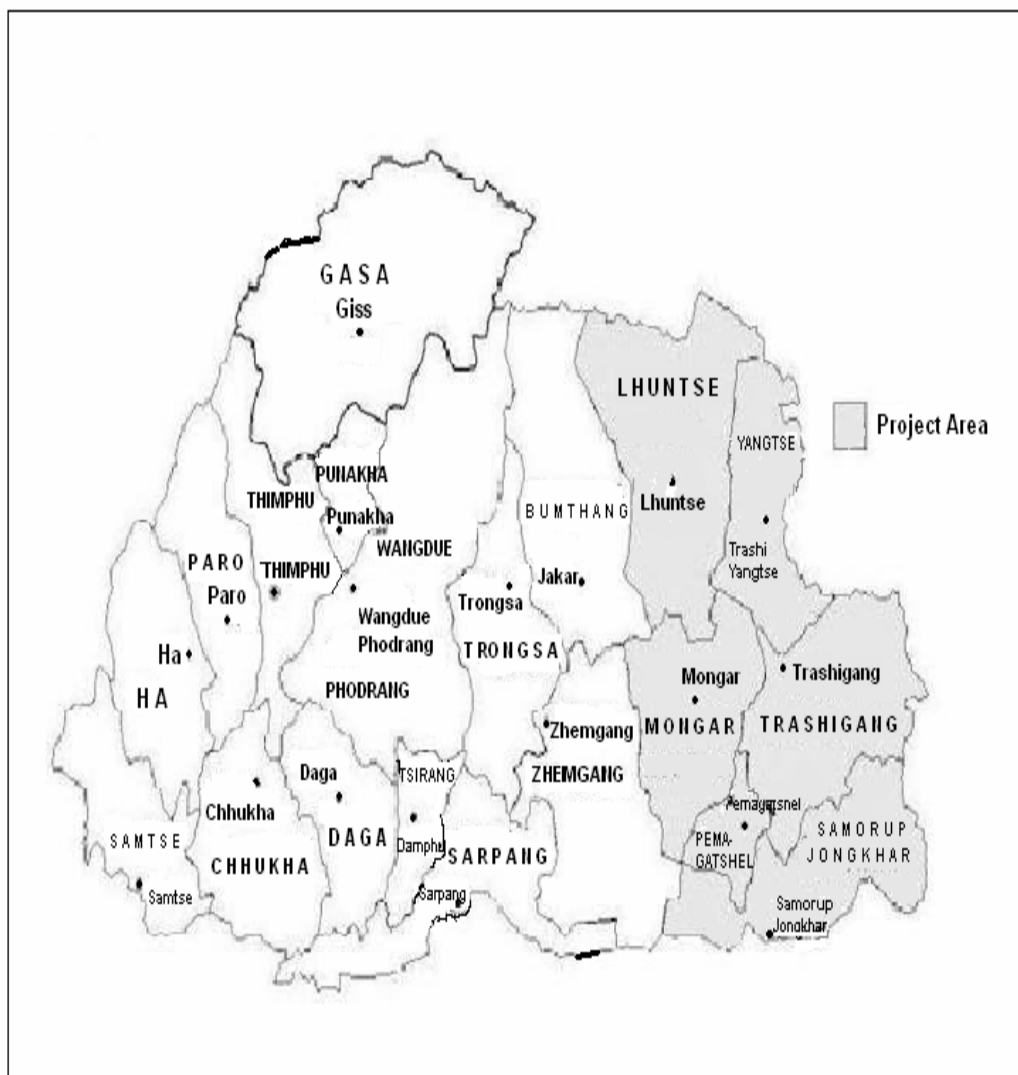 GASA
Giss
LHUNTSE
Project Area
YANGTSE
PUNAKHA
THIMPHU
Lhuntse
BUMTHANG
Punakha
WANGDUE
Trashi
Yangtse
PARO
Paro
THIMPHU
Jakar
Trongsa
Wangdue
Phodrang
TRONGSA
Ha
HA
Mongar
Trashigang
PHODRANG
MONGAR
TRASHIGANG
Zhemgang
ZHEMGANG
Daga
TSIRANG
Chhukha
Pemagatsnel
SAMTSE
DAGA
Damphu
SARPANG
PEMA-
GATSHEL
SAMORUP
JONGKHAR
CHHUKHA
Samtse
Sarpang
Samorup
Jongkhar